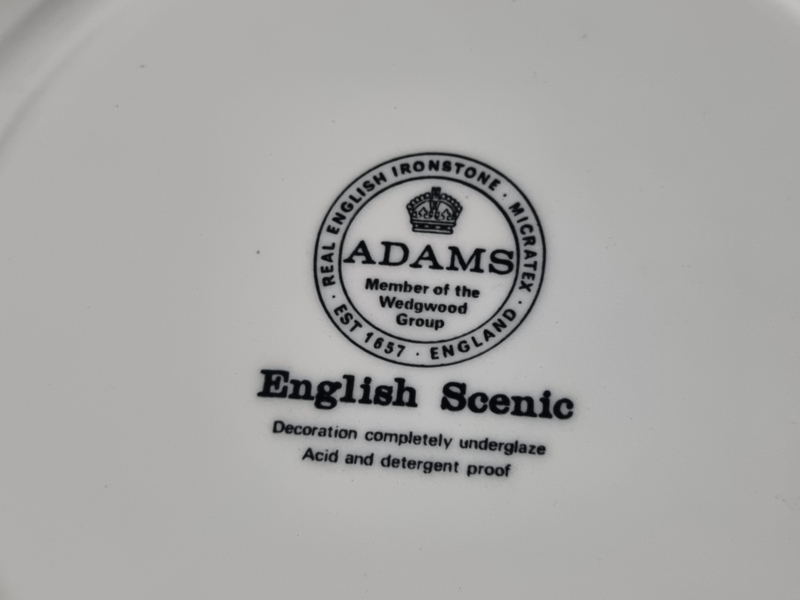 REAL ENGLISH IRONSTONE · MICRATEX
ADAMS
Member of the
Wedgwood
Group
· EST 1657 · ENGLAND ·
English Scenic
Decoration completely underglaze
Acid and detergent proof